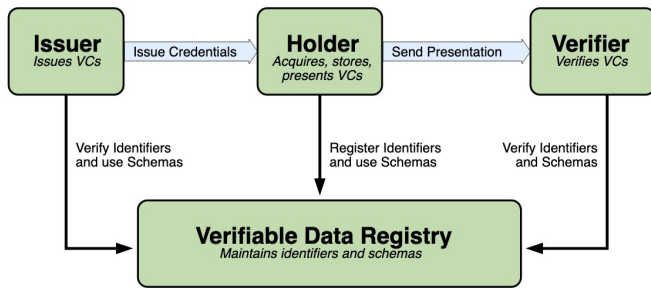 Issuer
Issues VCs
Issue Credentials
Holder
Acquires, stores,
presents VCs
Send Presentation
Verifier
Verifies VCs
Verify Identifiers
and use Schemas
Register Identifiers
and use Schemas
Verify Identifiers
and Schemas
Verifiable Data Registry
Maintains identifiers and schemas